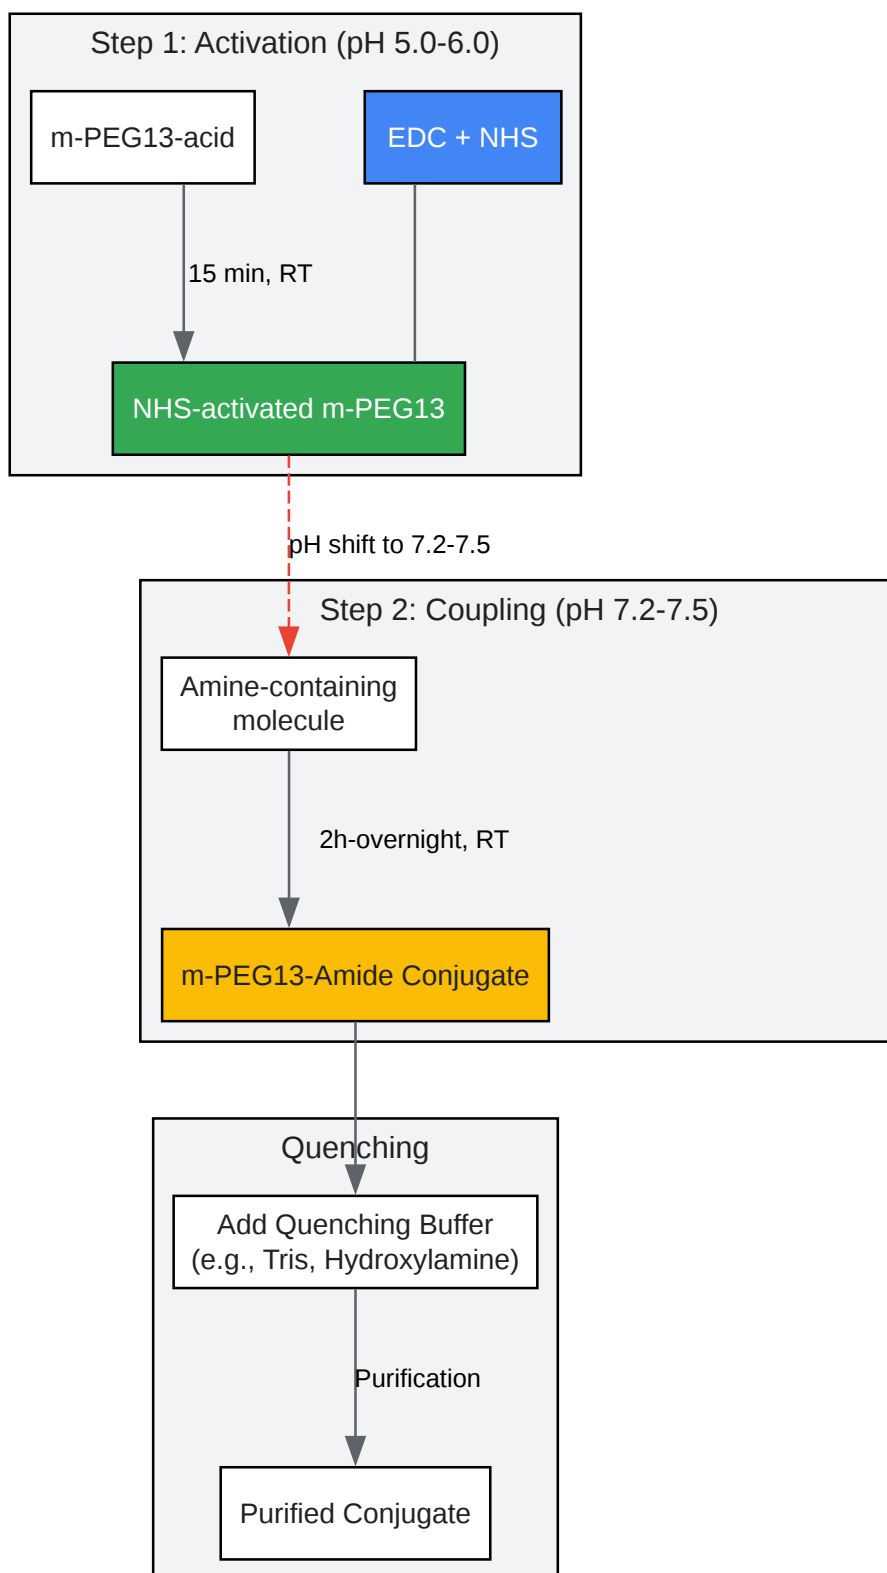 Step 1: Activation (pH 5.0-6.0)
m-PEG13-acid
EDC + NHS
15 min, RT
NHS-activated m-PEG13
pH shift to 7.2-7.5
Step 2: Coupling (pH 7.2-7.5)
Amine-containing
molecule
2h-overnight, RT
m-PEG13-Amide Conjugate
Quenching
Add Quenching Buffer
(e.g., Tris, Hydroxylamine)
Purification
Purified Conjugate